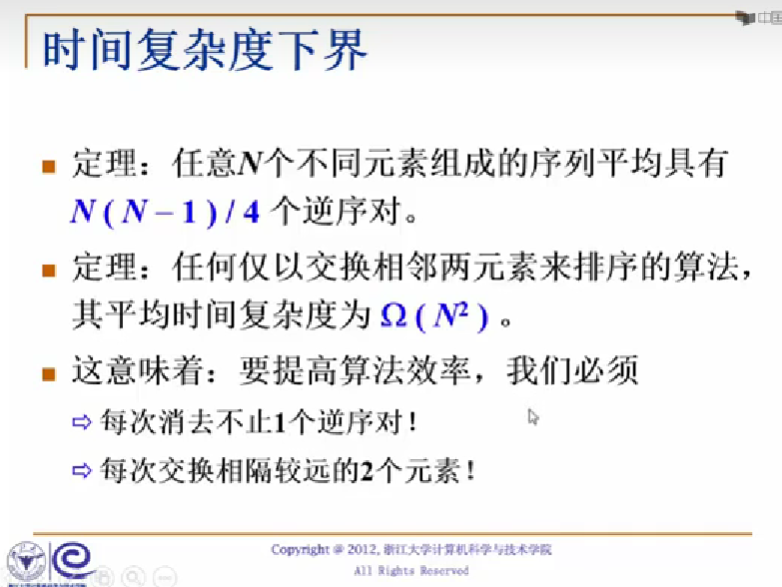 中国
时间复杂度下界
定理：任意N个不同元素组成的序列平均具有
N ( N – 1 ) / 4 个逆序对。
定理：任何仅以交换相邻两元素来排序的算法，
其平均时间复杂度为 Ω ( N² ) 。
这意味着：要提高算法效率，我们必须
⇨ 每次消去不止1个逆序对！
⇨ 每次交换相隔较远的2个元素！
Copyright @ 2012, 浙江大学计算机科学与技术学院
All Rights Reserved